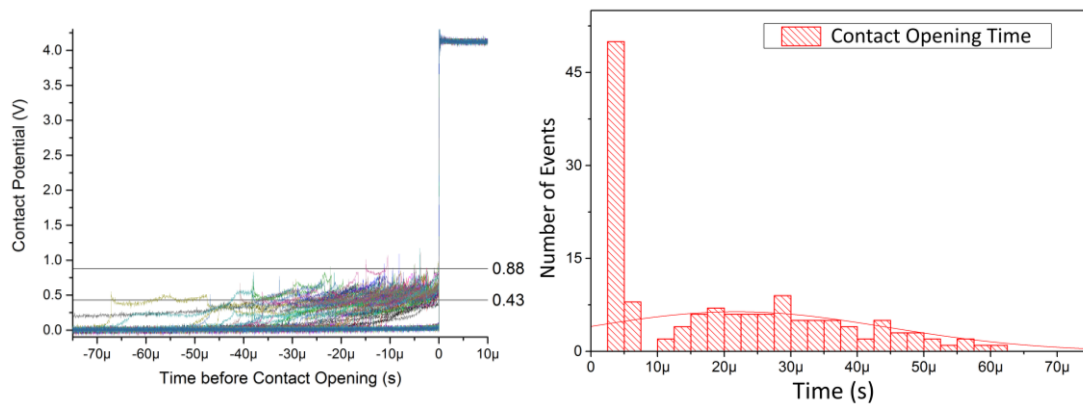 Contact Potential (V)
4.0
3.5
3.0
2.5
2.0
1.5
1.0
0.5
0.0
0.88
0.43
-70µ -60µ -50µ -40µ -30µ -20µ -10µ 0 10µ
Time before Contact Opening (s)
Number of Events
45
30
15
0
Contact Opening Time
0 10µ 20µ 30µ 40µ 50µ 60µ 70µ
Time (s)